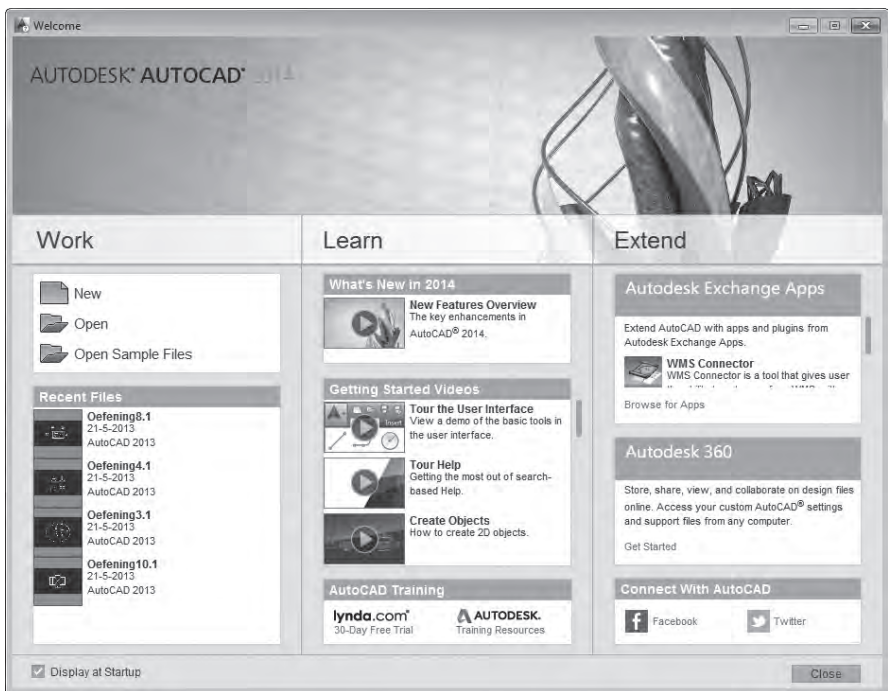 Welcome
AUTODESK® AUTOCAD® 2014
Work
New
Open
Open Sample Files
Recent Files
Oefening8.1
21-5-2013
AutoCAD 2013
Oefening4.1
21-5-2013
AutoCAD 2013
Oefening3.1
21-5-2013
AutoCAD 2013
Oefening10.1
21-5-2013
AutoCAD 2013
Learn
What's New in 2014
New Features Overview
The key enhancements in
AutoCAD® 2014.
Getting Started Videos
Insert
Tour the User Interface
View a demo of the basic tools in
the user interface.
Tour Help
Getting the most out of search-
based Help.
Create Objects
How to create 2D objects.
AutoCAD Training
lynda.com®
30-Day Free Trial
AUTODESK.
Training Resources
Extend
Autodesk Exchange Apps
Extend AutoCAD with apps and plugins from
Autodesk Exchange Apps.
WMS Connector
WMS Connector is a tool that gives user
Browse for Apps
Autodesk 360
Store, share, view, and collaborate on design files
online. Access your custom AutoCAD® settings
and support files from any computer.
Get Started
Connect With AutoCAD
Facebook
Twitter
Display at Startup
Close